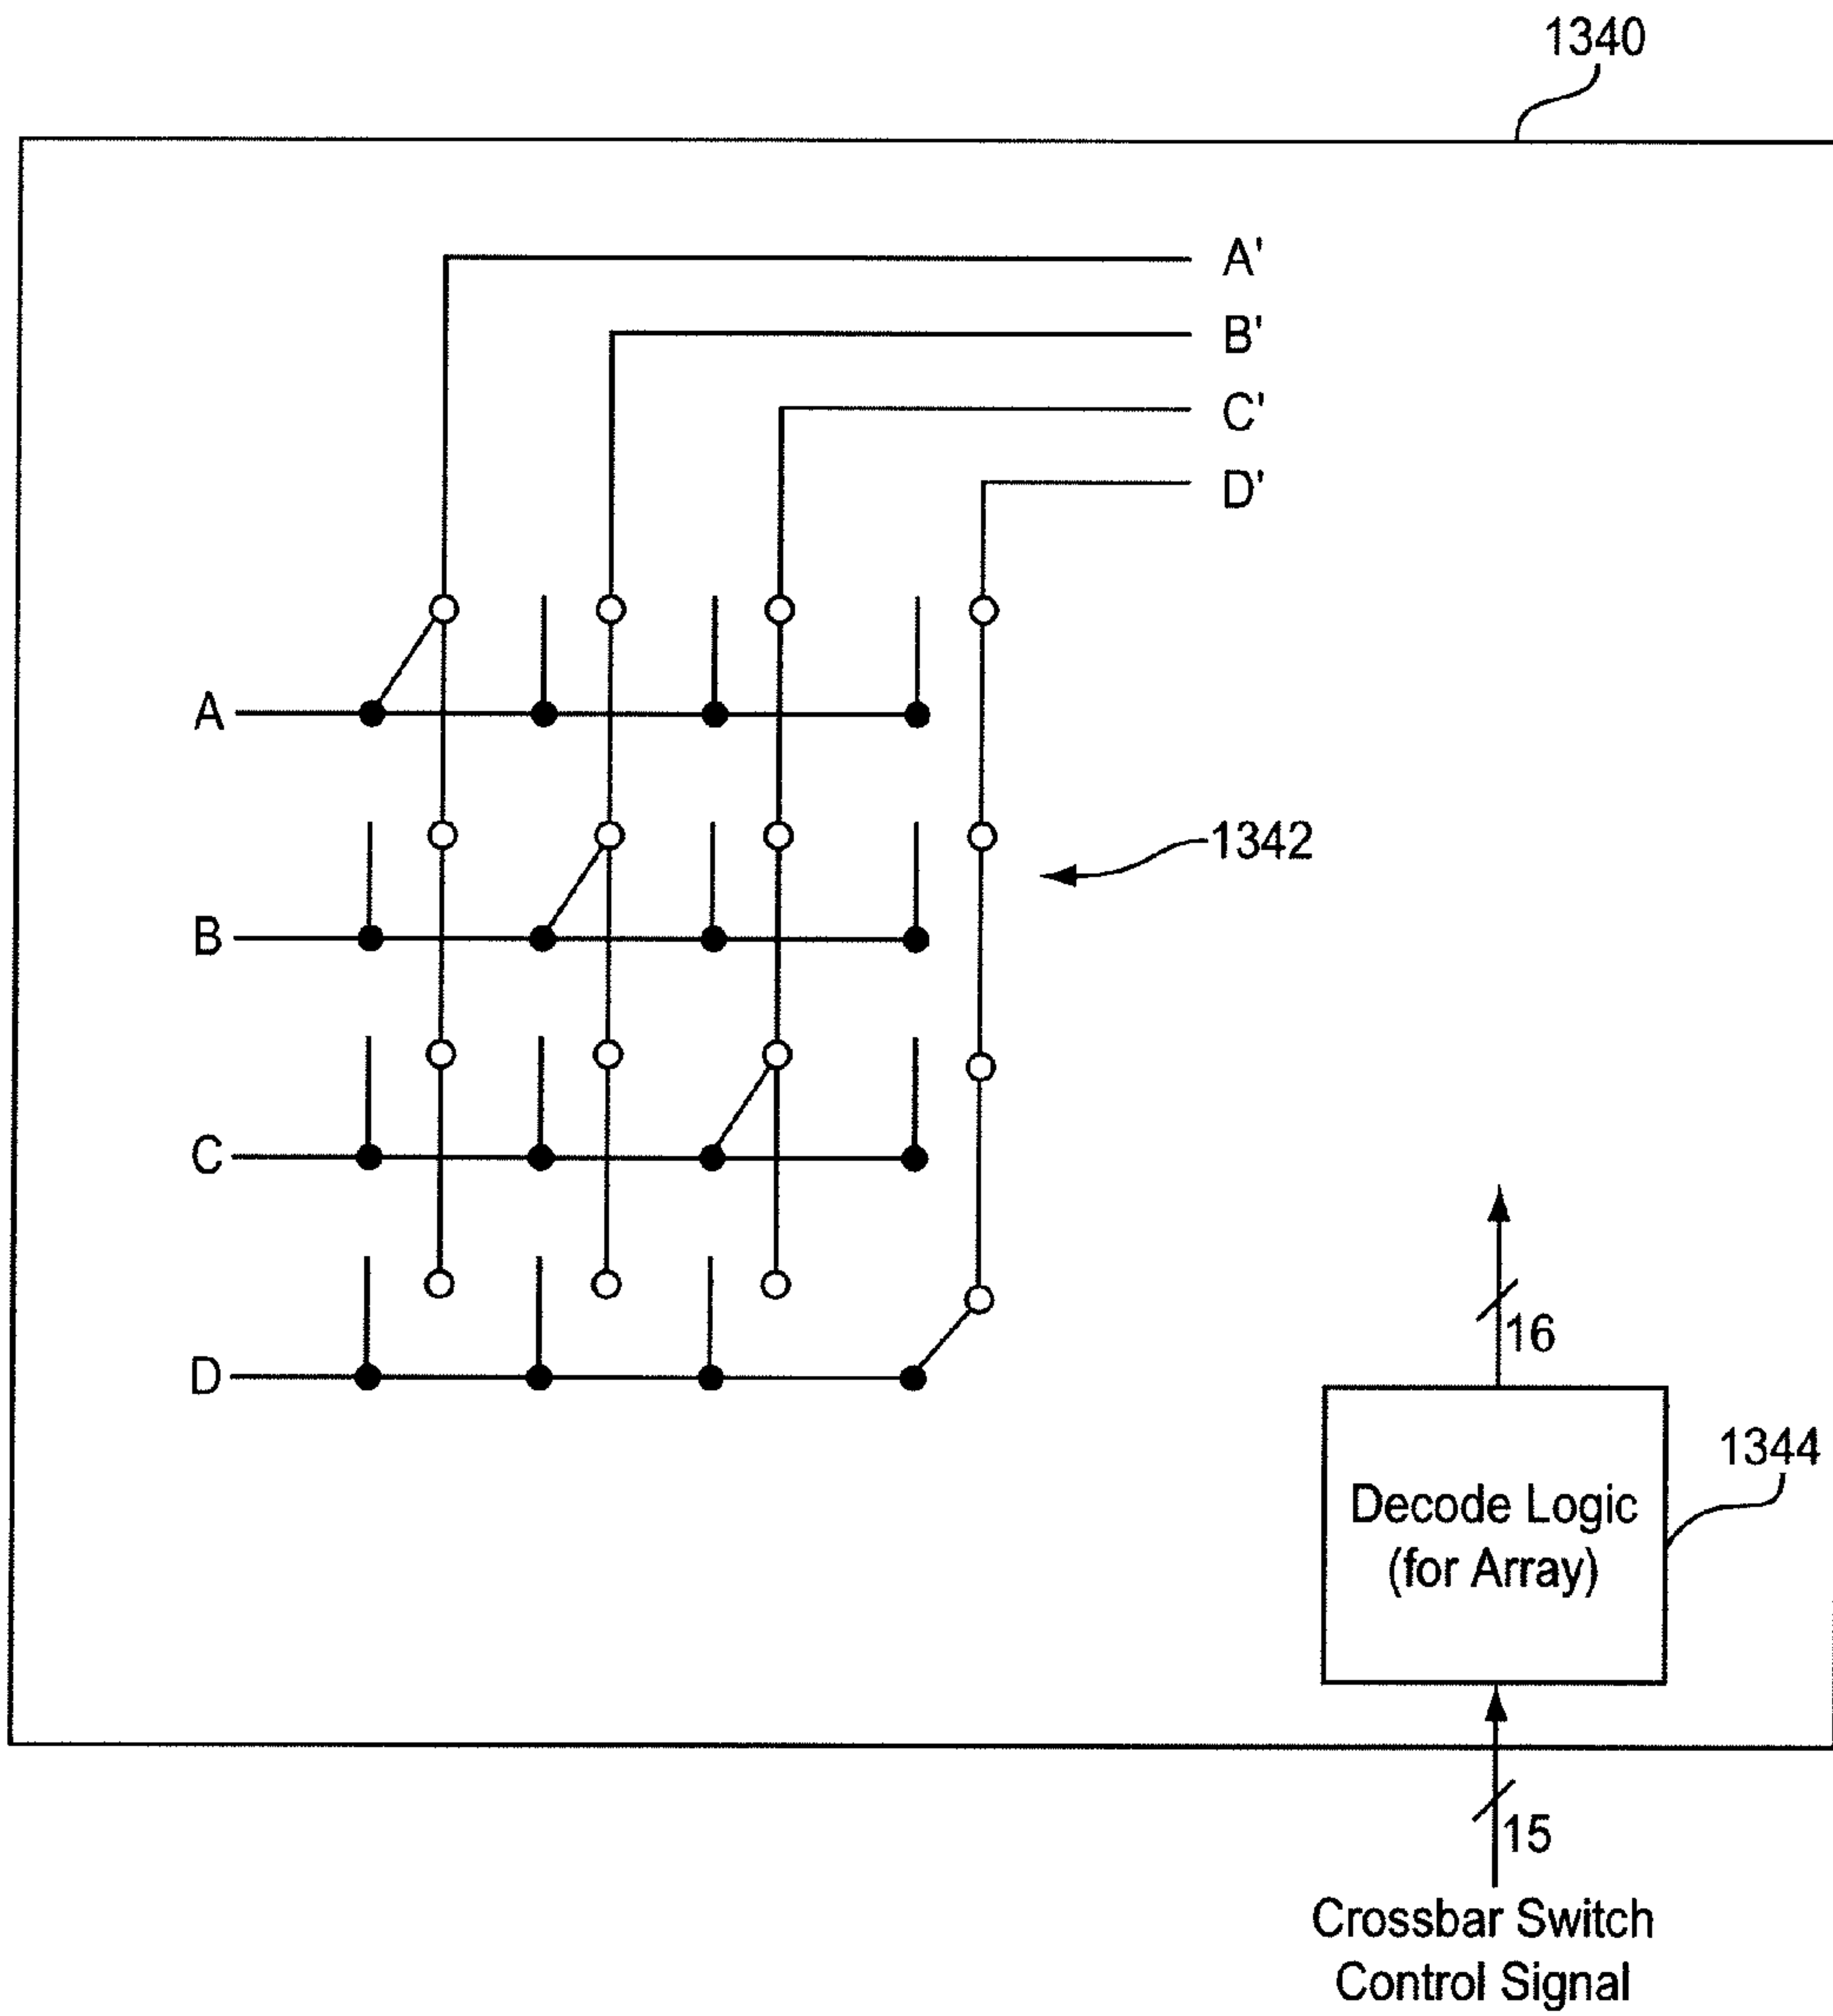 1340
A'
B'
C'
D'
A
1342
B
C
16
D
1344
Decode Logic
(for Array)
15
Crossbar Switch
Control Signal